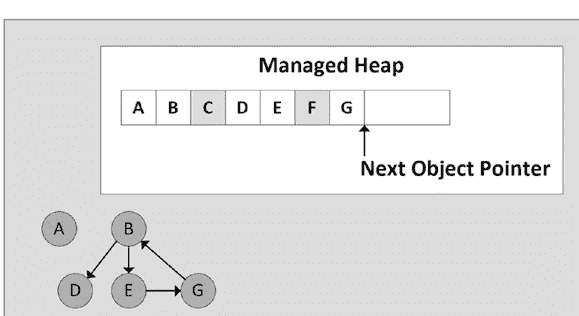 Managed Heap
A B C D E F G
Next Object Pointer
A B
D E G